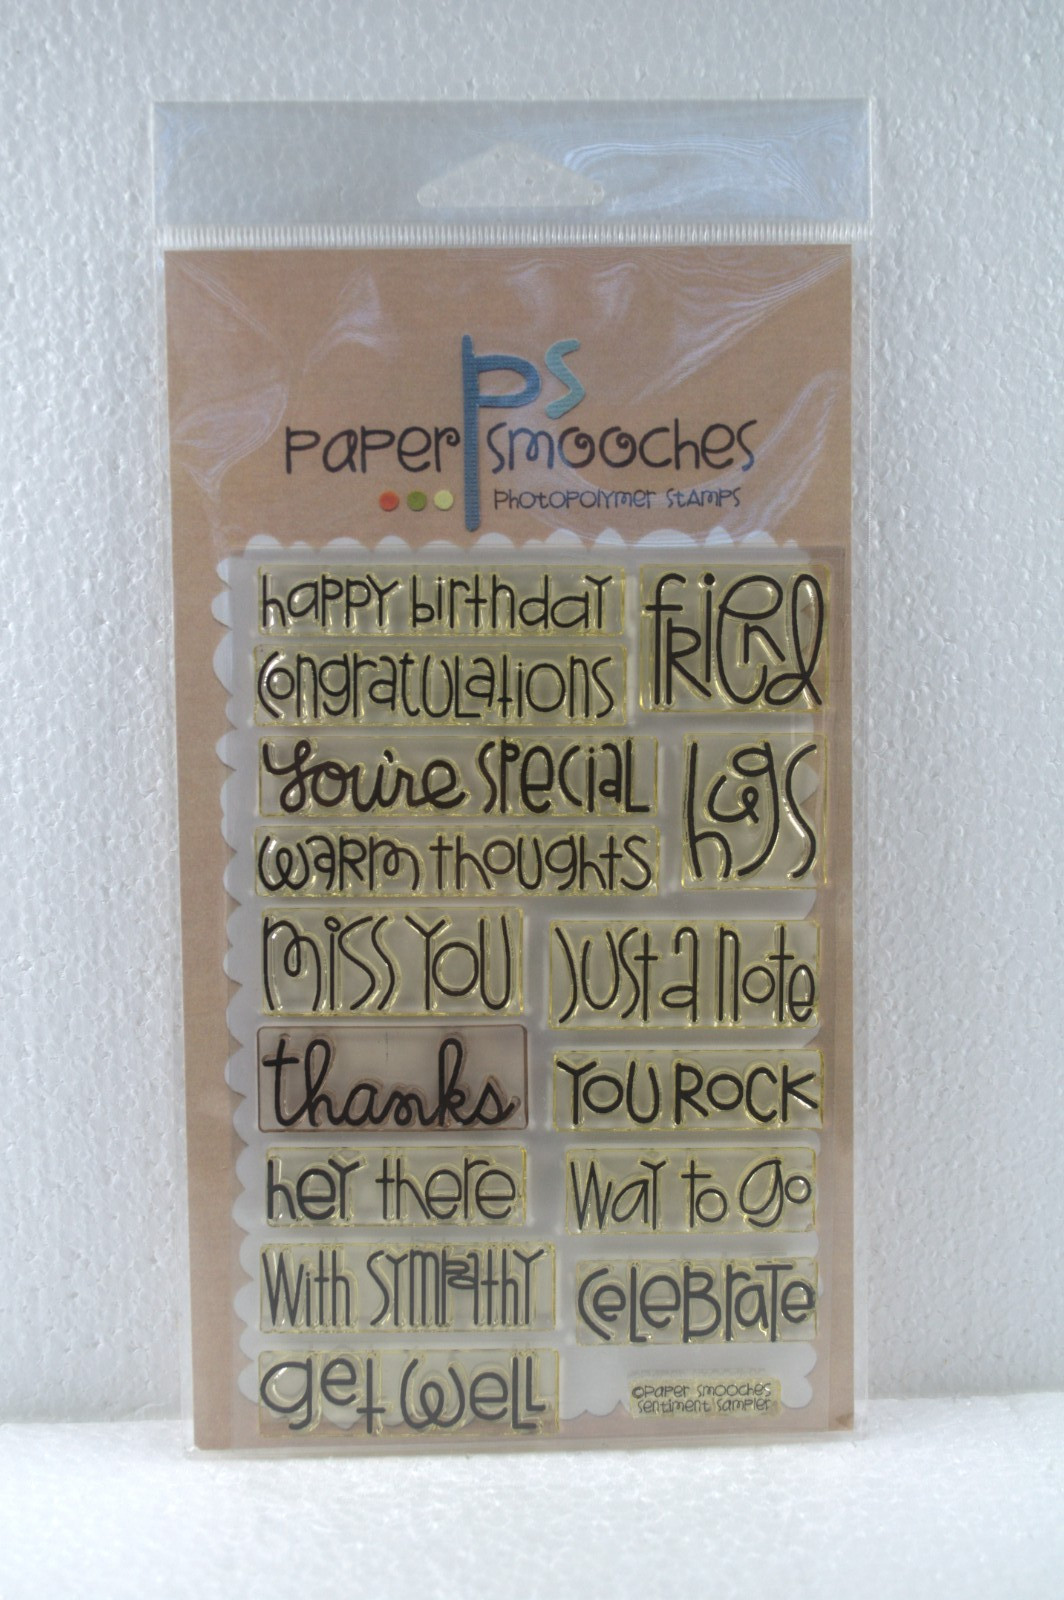 PS
PAPER SMOOCHES
PHOTOPOLYMER STAMPS
happy birthday
friend
congratulations
You're special
hugs
warm thoughts
miss you
just a note
thanks
YOU ROCK
hey there
way to go
With sympathy
celebrate
get well
©paper smooches
sentiment sampler